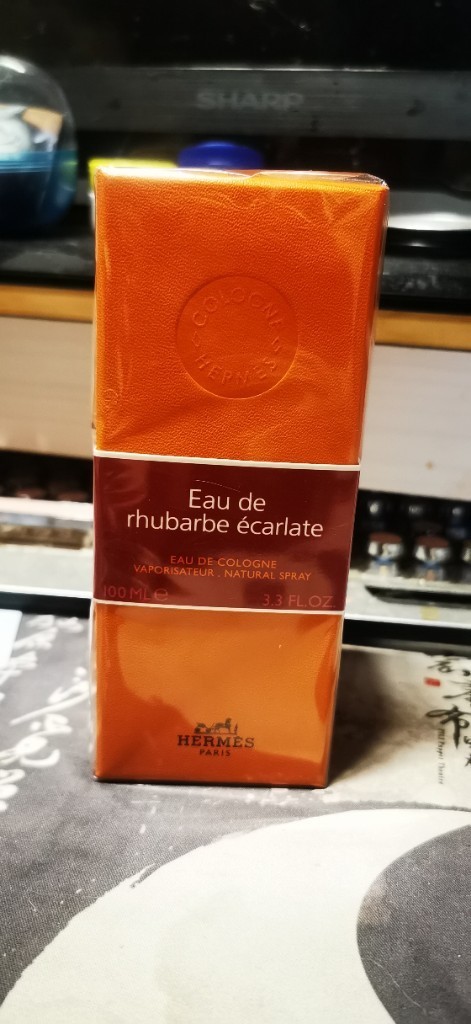 SHARP
COLOGNE
HERMÈS
Eau de
rhubarbe écarlate
EAU DE COLOGNE
VAPORISATEUR . NATURAL SPRAY
100 ML ℮ 3.3 FL.OZ.
HERMÈS
PARIS